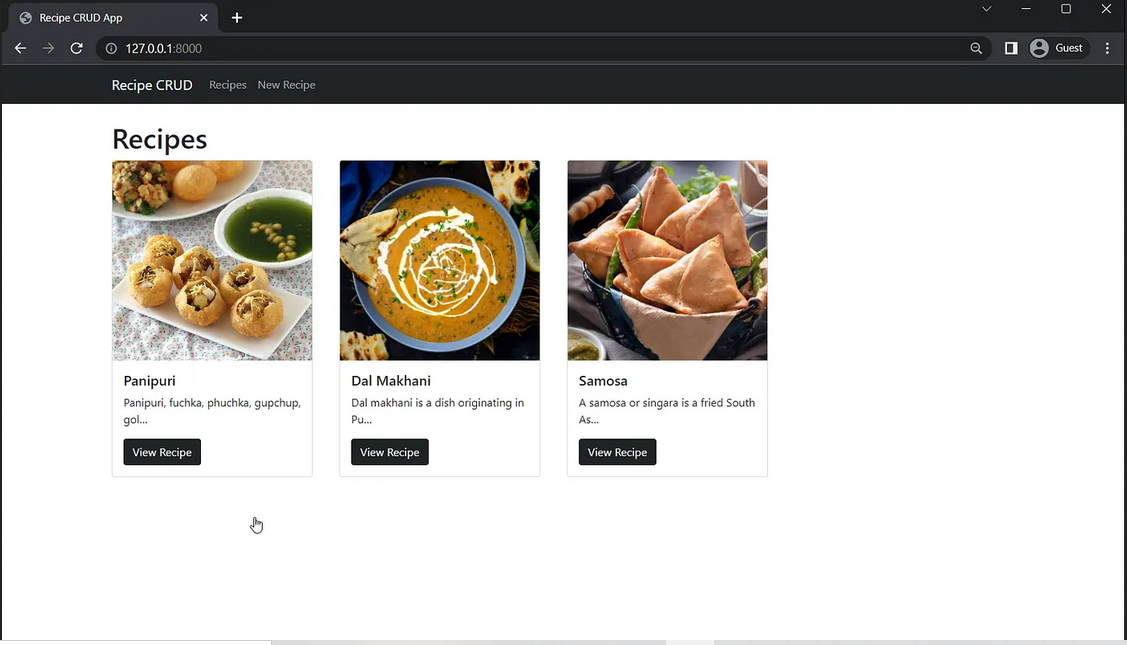 Recipe CRUD App
127.0.0.1:8000
Guest
Recipe CRUD Recipes New Recipe
Recipes
Panipuri
Panipuri, fuchka, phuchka, gupchup,
gol...
View Recipe
Dal Makhani
Dal makhani is a dish originating in
Pu...
View Recipe
Samosa
A samosa or singara is a fried South
As...
View Recipe